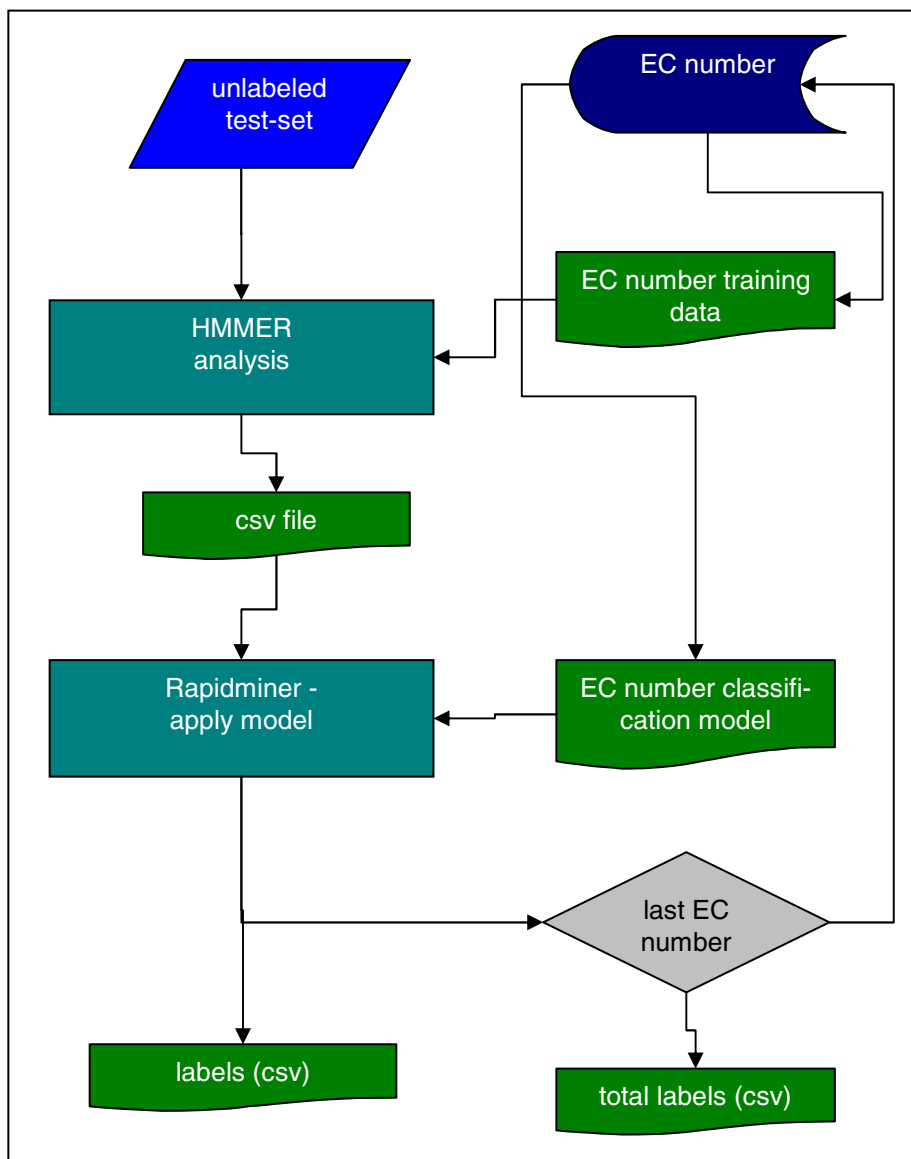 unlabeled
test-set
EC number
EC number training
data
HMMER
analysis
csv file
Rapidminer -
apply model
EC number classifi-
cation model
last EC
number
labels (csv)
total labels (csv)